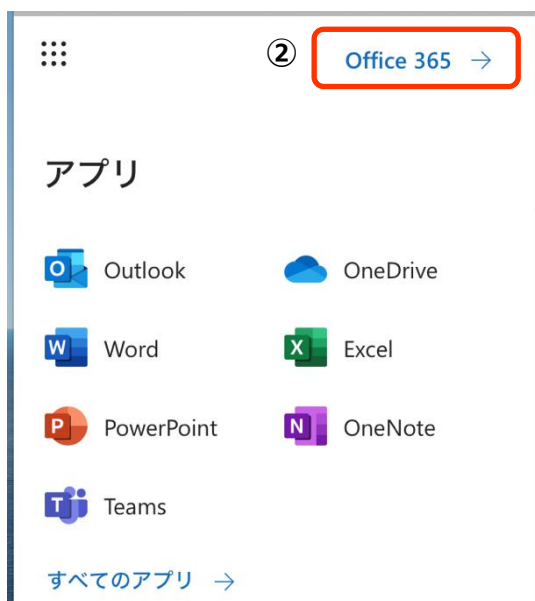 ② Office 365 →
アプリ
Outlook OneDrive
Word Excel
PowerPoint OneNote
Teams
すべてのアプリ →